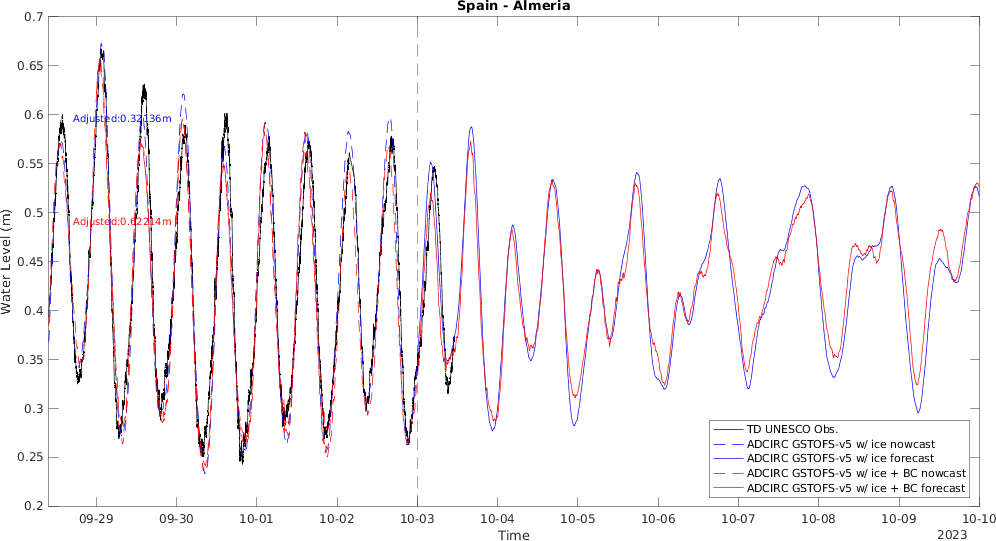 Spain - Almeria
0.7
0.65
0.6
0.55
0.5
0.45
0.4
0.35
0.3
0.25
0.2
Water Level (m)
Adjusted:0.32136m
Adjusted:0.62214m
TD UNESCO Obs.
ADCIRC GSTOFS-v5 w/ ice nowcast
ADCIRC GSTOFS-v5 w/ ice forecast
ADCIRC GSTOFS-v5 w/ ice + BC nowcast
ADCIRC GSTOFS-v5 w/ ice + BC forecast
09-29 09-30 10-01 10-02 10-03 10-04 10-05 10-06 10-07 10-08 10-09 10-10
Time
2023